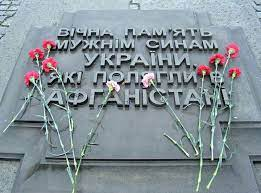 ВІЧНА ПАМ'ЯТЬ
МУЖНІМ СИНАМ
УКРАЇНИ,
ЯКІ ПОЛЯГЛИ В
АФГАНІСТАНІ